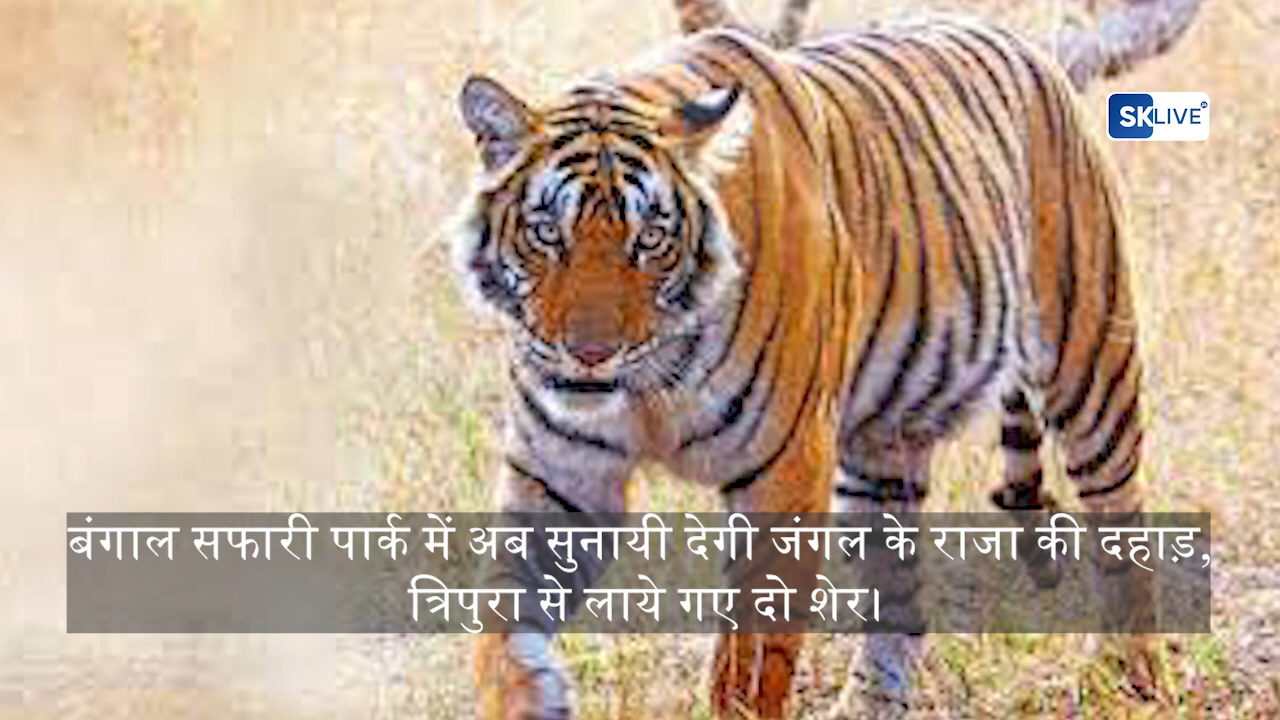 SKLIVE
बंगाल सफारी पार्क में अब सुनायी देगी जंगल के राजा की दहाड़,
त्रिपुरा से लाये गए दो शेर।